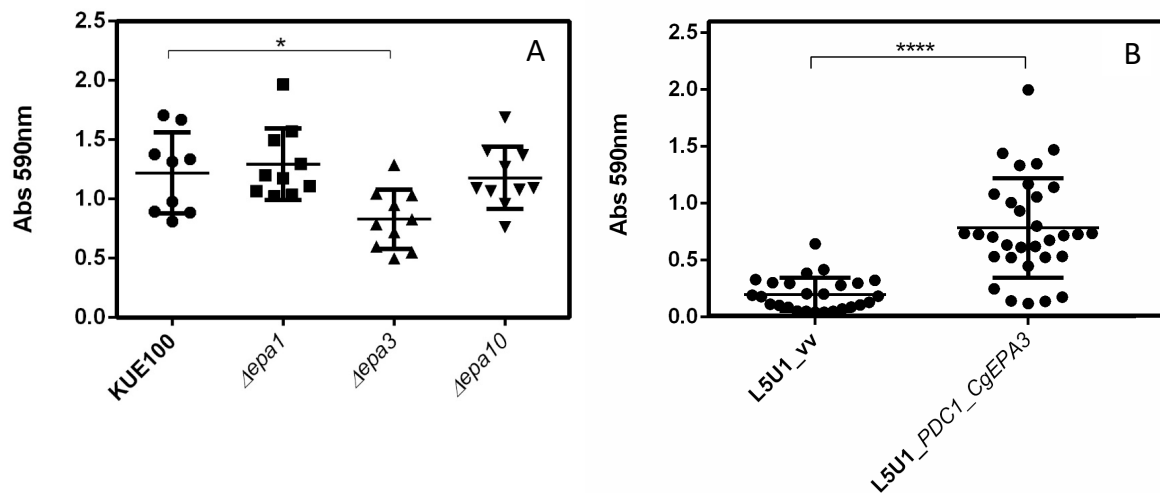 A
*
Abs 590nm
2.5
2.0
1.5
1.0
0.5
0.0
KUE100
Δepa1
Δepa3
Δepa10
B
****
Abs 590nm
2.5
2.0
1.5
1.0
0.5
0.0
L5U1_vv
L5U1_PDC1_CgEPA3